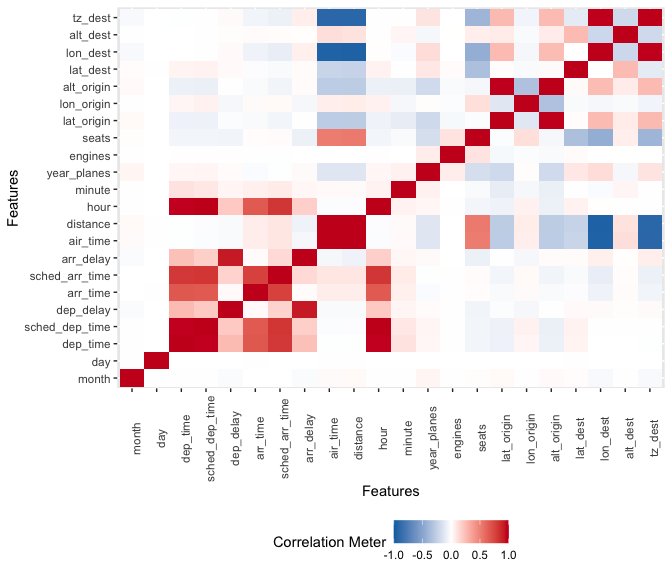 tz_dest
alt_dest
lon_dest
lat_dest
alt_origin
lon_origin
lat_origin
seats
engines
year_planes
minute
hour
distance
air_time
arr_delay
sched_arr_time
arr_time
dep_delay
sched_dep_time
dep_time
day
month
Features
month
day
dep_time
sched_dep_time
dep_delay
arr_time
sched_arr_time
arr_delay
air_time
distance
hour
minute
year_planes
engines
seats
lat_origin
lon_origin
alt_origin
lat_dest
lon_dest
alt_dest
tz_dest
Features
Correlation Meter
-1.0 -0.5 0.0 0.5 1.0